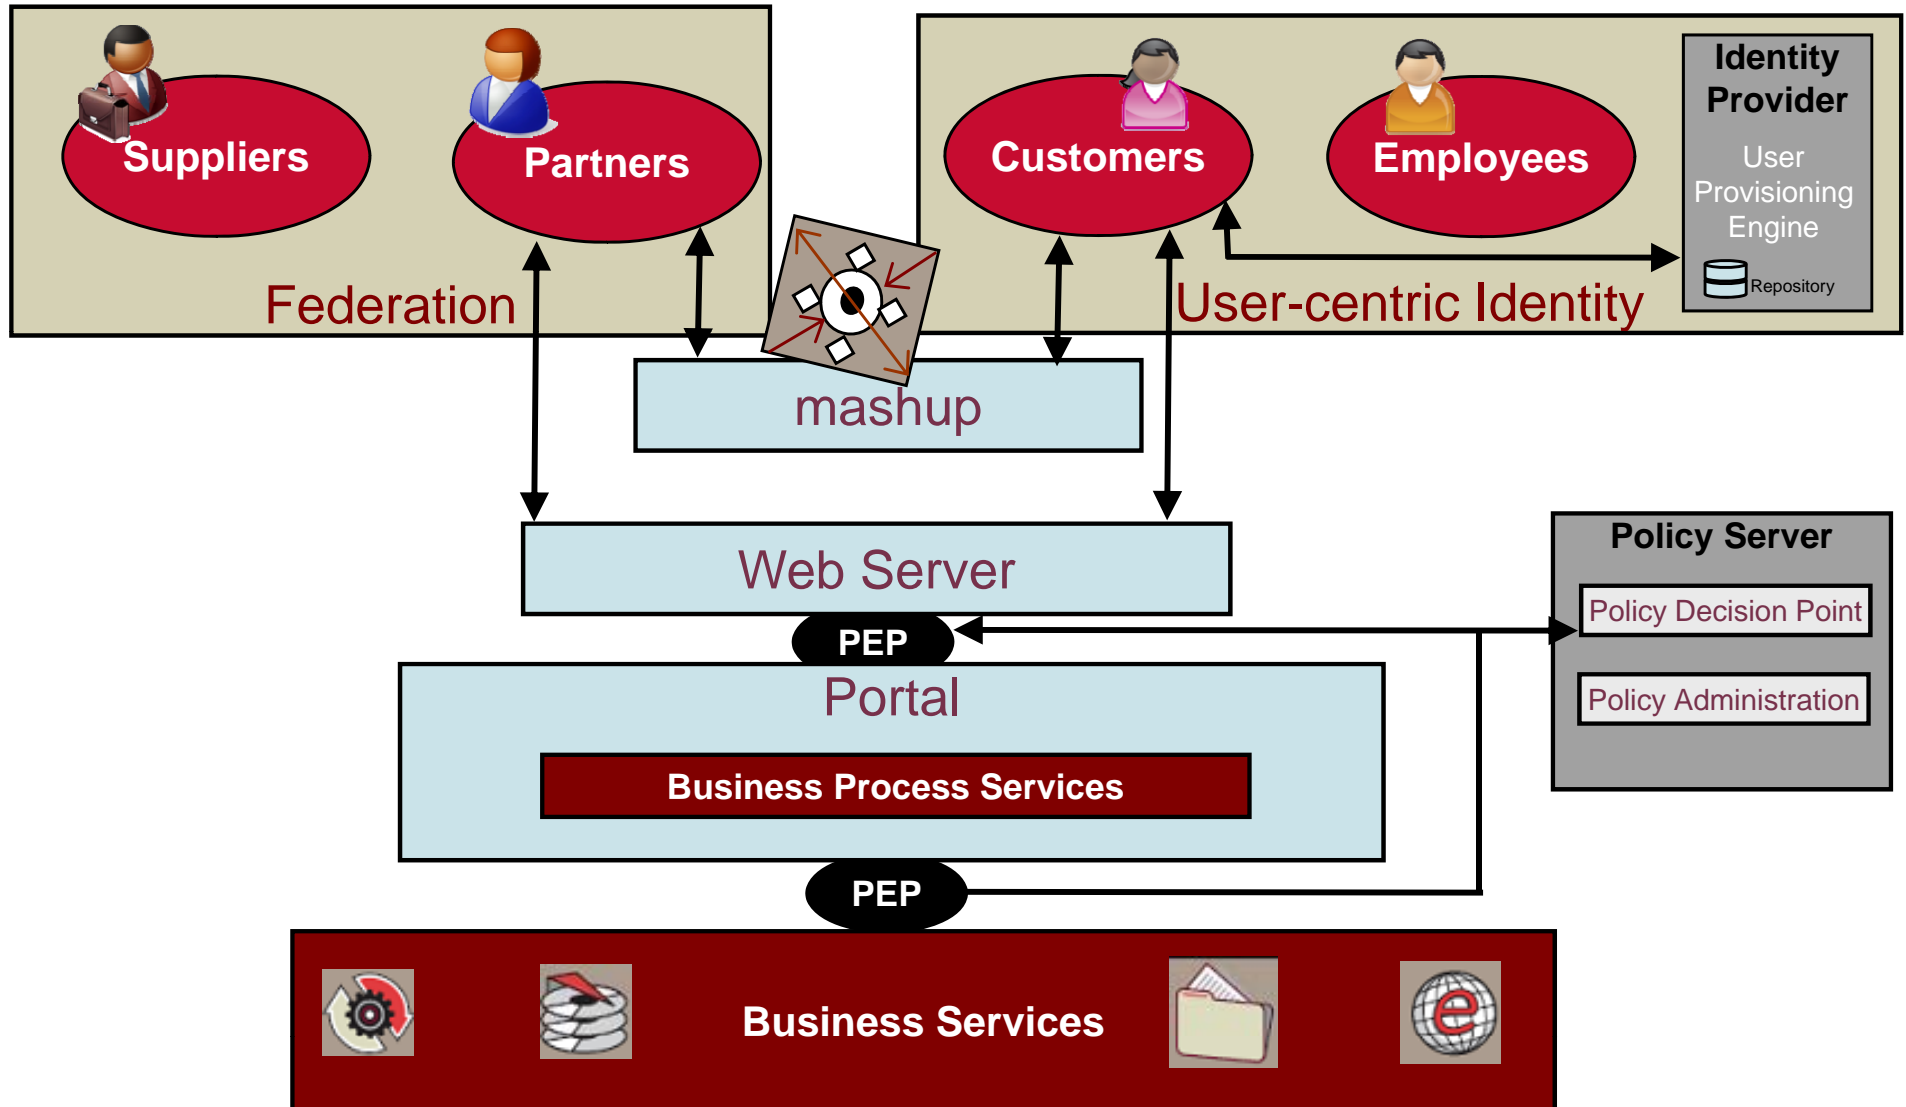 Suppliers
Partners
Customers
Employees
Identity
Provider
User
Provisioning
Engine
Repository
Federation
User-centric Identity
mashup
Web Server
Policy Server
Policy Decision Point
PEP
Policy Administration
Portal
Business Process Services
PEP
Business Services
e